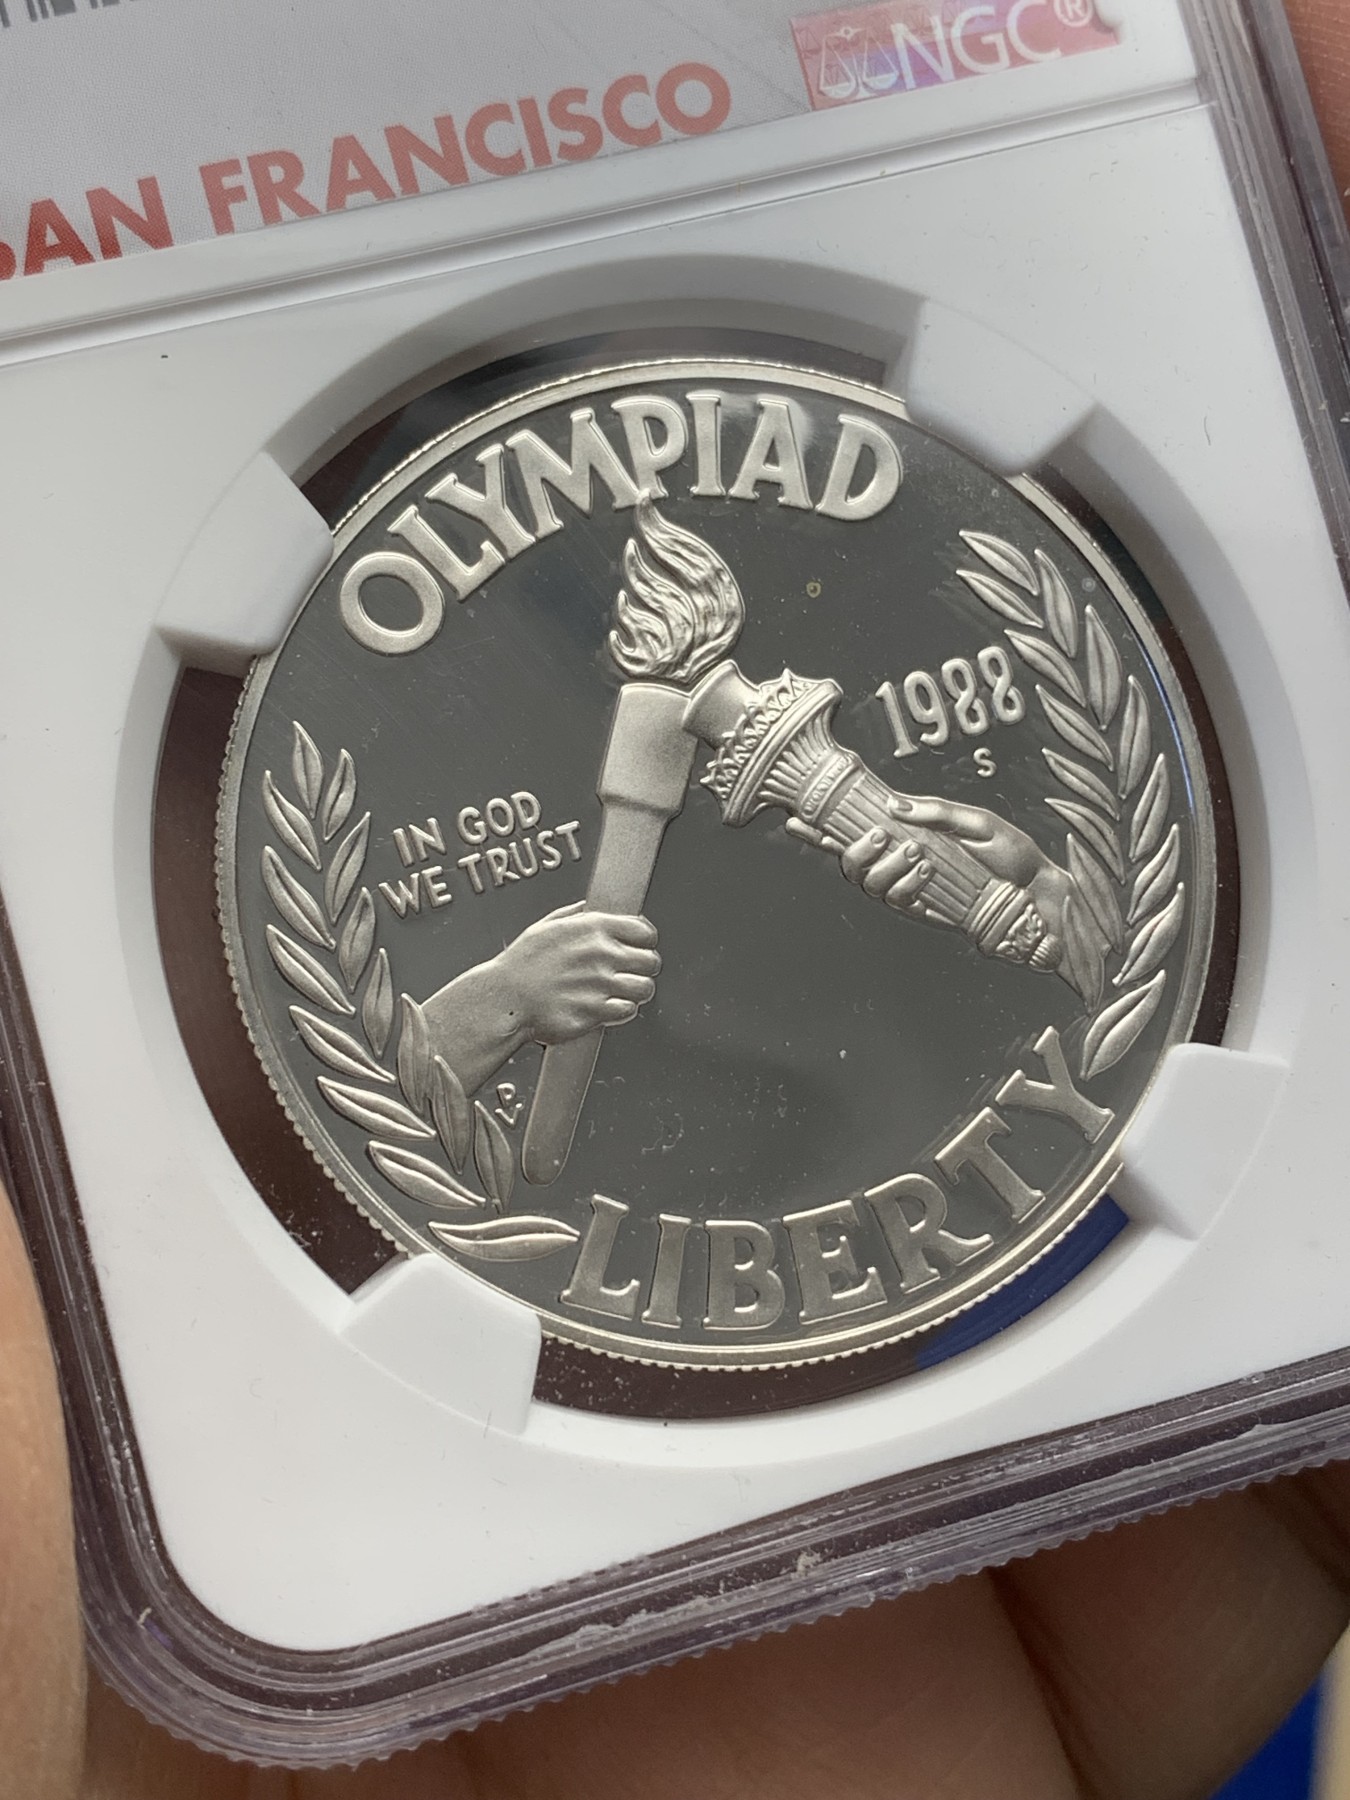 NGC®
SAN FRANCISCO
OLYMPIAD
1988
S
IN GOD
WE TRUST
LIBERTY